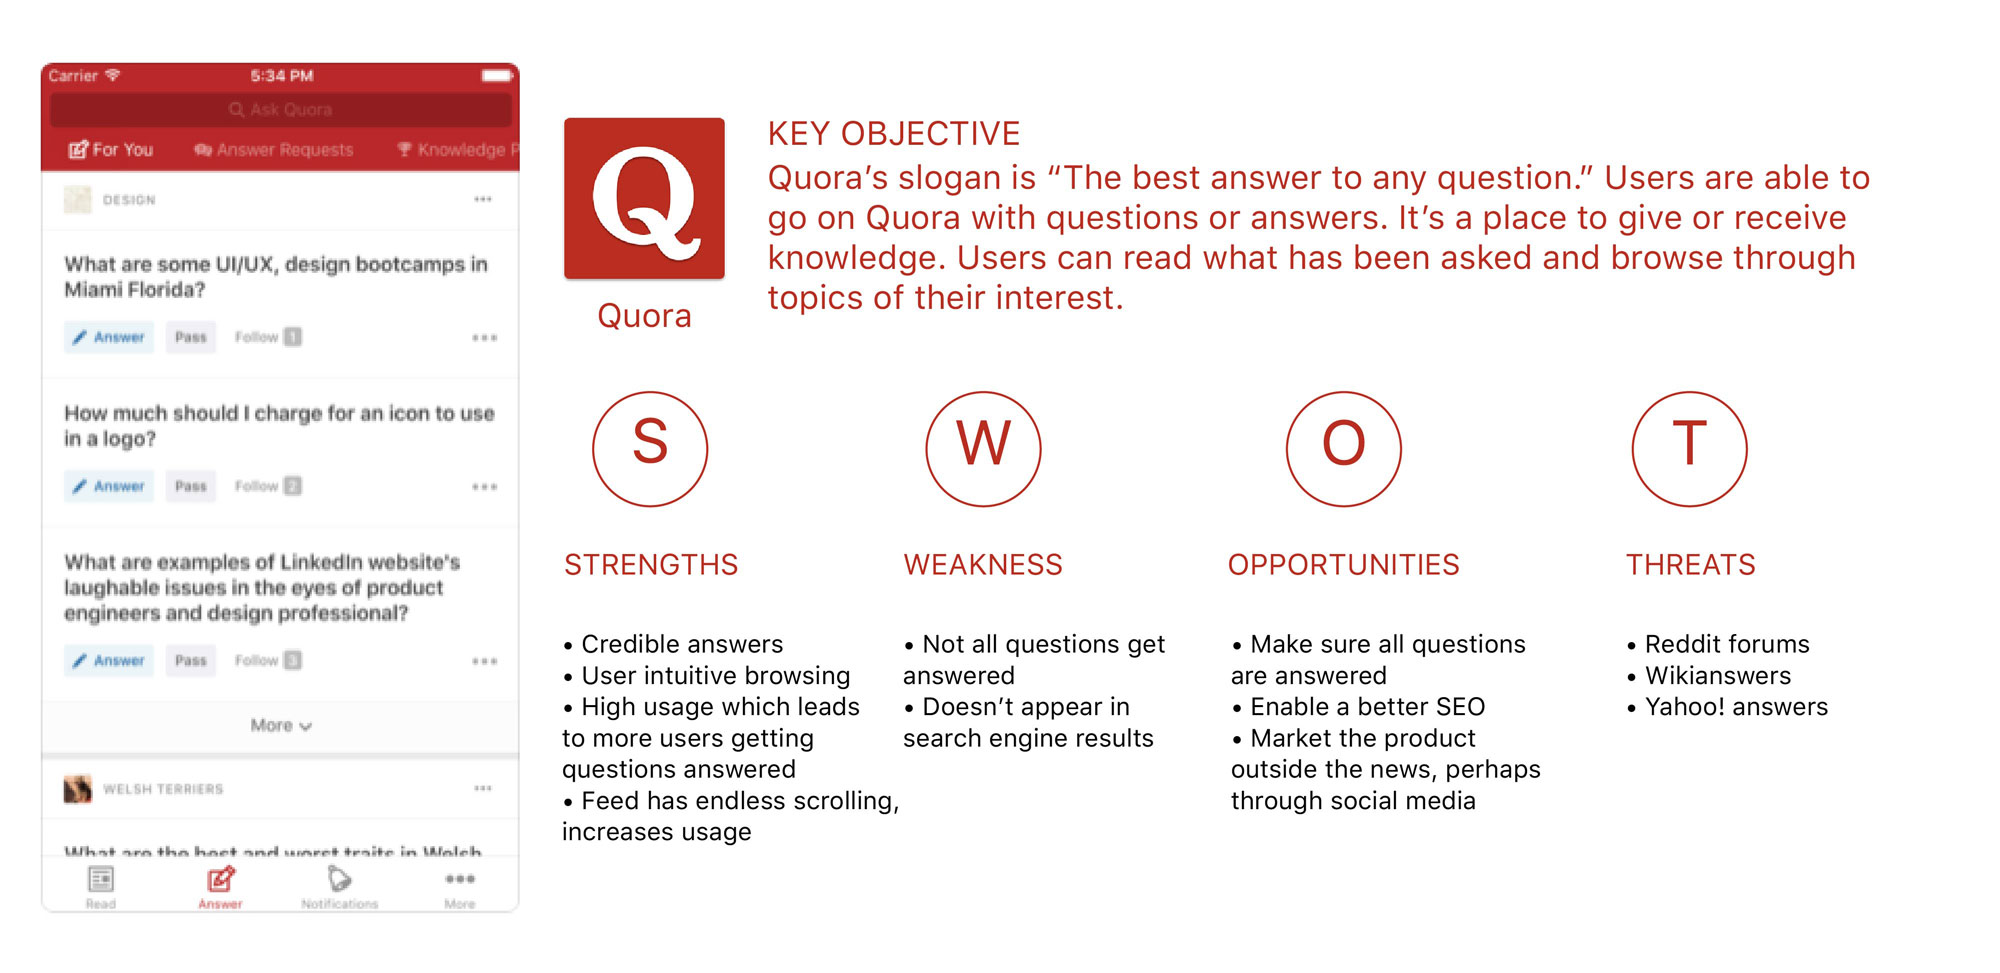 Carrier
5:34 PM
Ask Quora
For You
Answer Requests
Knowledge P
DESIGN
What are some UI/UX, design bootcamps in
Miami Florida?
Answer
Pass
Follow 1
How much should I charge for an icon to use
in a logo?
Answer
Pass
Follow 2
What are examples of LinkedIn website's
laughable issues in the eyes of product
engineers and design professional?
Answer
Pass
Follow 3
More
WELSH TERRIERS
What are the best and worst traits in Welsh
Read
Answer
Notifications
More
Q
Quora
KEY OBJECTIVE
Quora’s slogan is “The best answer to any question.” Users are able to
go on Quora with questions or answers. It’s a place to give or receive
knowledge. Users can read what has been asked and browse through
topics of their interest.
S
STRENGTHS
• Credible answers
• User intuitive browsing
• High usage which leads
to more users getting
questions answered
• Feed has endless scrolling,
increases usage
W
WEAKNESS
• Not all questions get
answered
• Doesn’t appear in
search engine results
O
OPPORTUNITIES
• Make sure all questions
are answered
• Enable a better SEO
• Market the product
outside the news, perhaps
through social media
T
THREATS
• Reddit forums
• Wikianswers
• Yahoo! answers